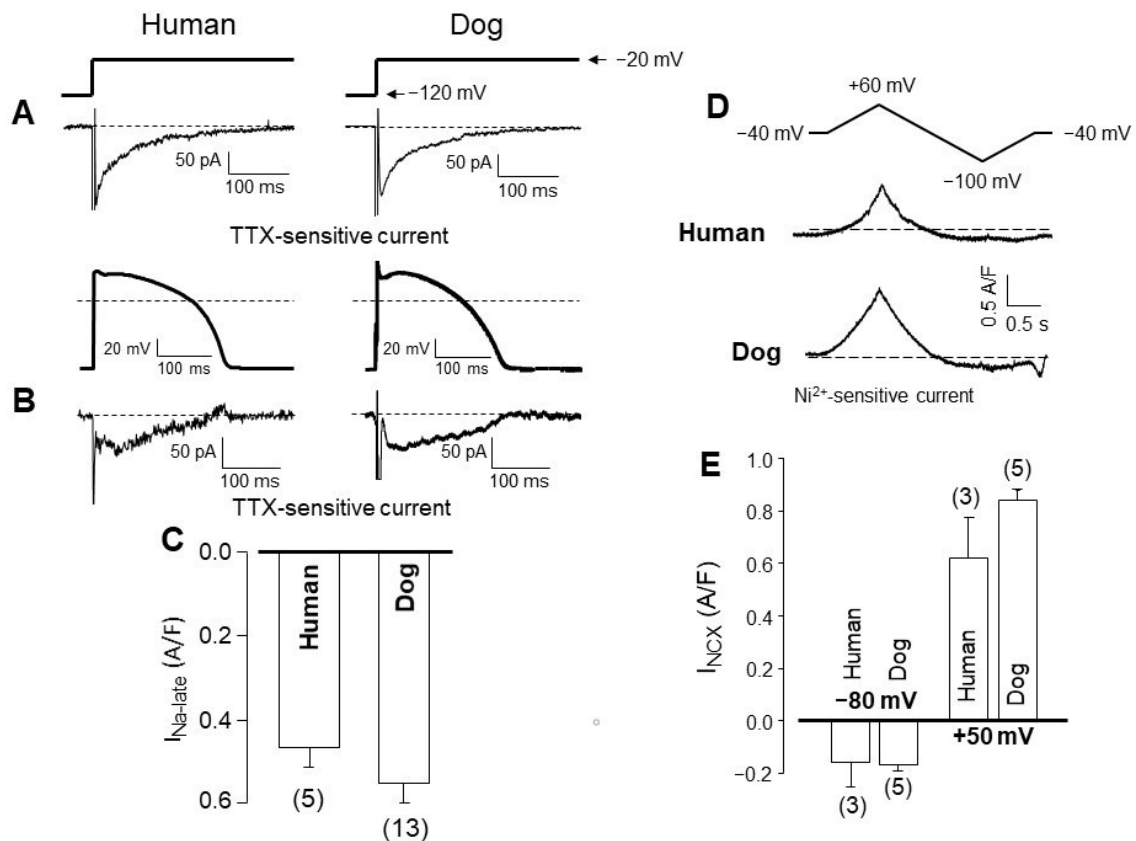 Human
Dog
−20 mV
−120 mV
A
50 pA
100 ms
50 pA
100 ms
TTX-sensitive current
20 mV
100 ms
20 mV
100 ms
B
50 pA
100 ms
50 pA
100 ms
TTX-sensitive current
C
0.0
0.2
0.4
0.6
I_Na-late (A/F)
Human
Dog
(5)
(13)
D
+60 mV
−40 mV
−40 mV
−100 mV
Human
0.5 A/F
0.5 s
Dog
Ni²⁺-sensitive current
E
1.0
0.8
0.6
0.4
0.2
0.0
−0.2
I_NCX (A/F)
(3)
(5)
Human
Dog
Human
Dog
−80 mV
+50 mV
(3)
(5)